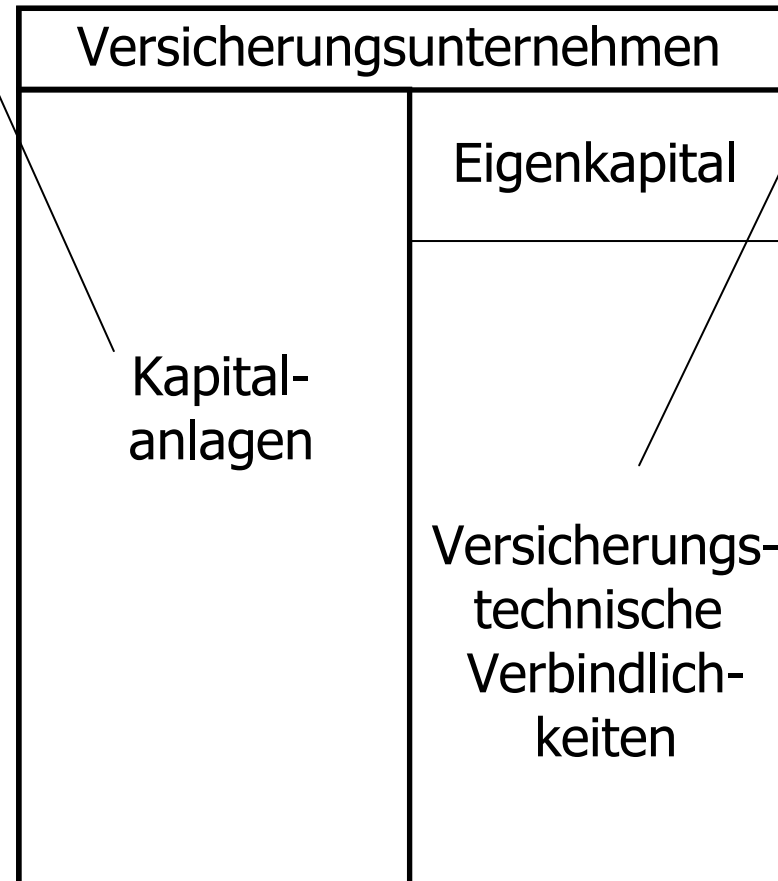 Versicherungsunternehmen
Eigenkapital
Kapital-
anlagen
Versicherungs-
technische
Verbindlich-
keiten